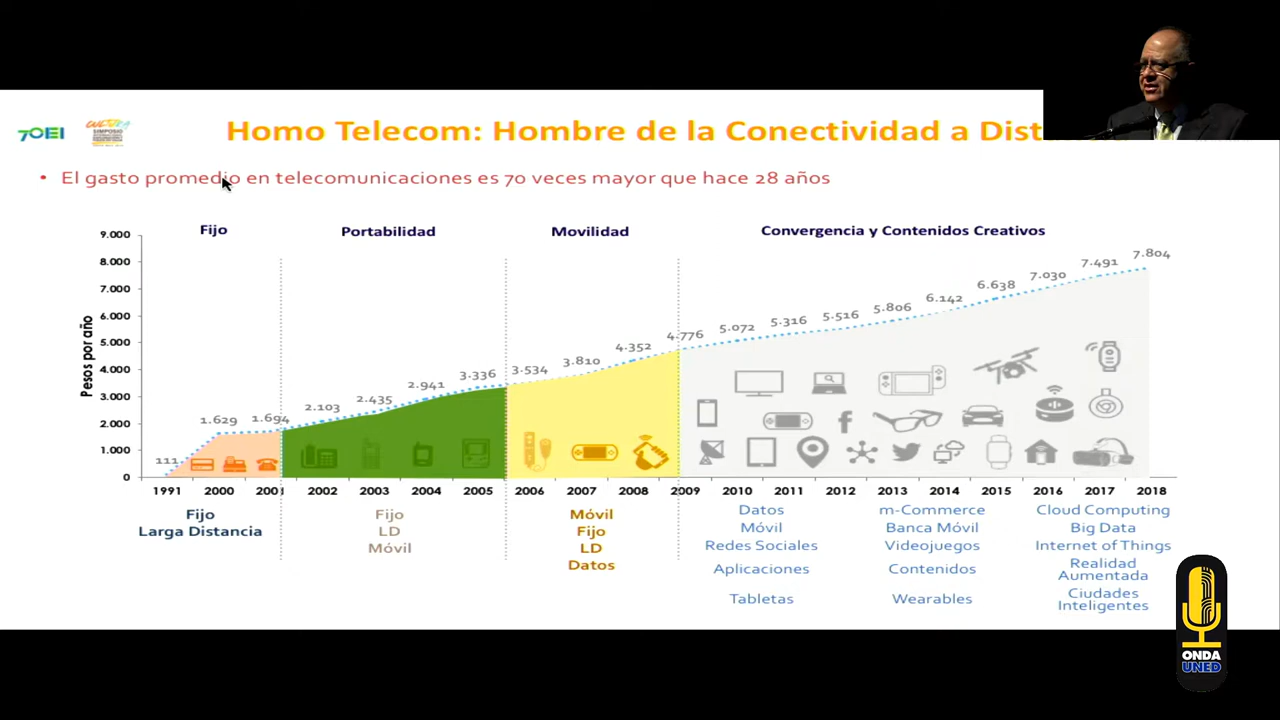 7OEI
CULTURA
SIMPOSIO
Homo Telecom: Hombre de la Conectividad a Dist
• El gasto promedio en telecomunicaciones es 70 veces mayor que hace 28 años
Fijo
Portabilidad
Movilidad
Convergencia y Contenidos Creativos
Pesos por año
9.000
8.000
7.000
6.000
5.000
4.000
3.000
2.000
1.000
0
111
1.629
1.694
2.103
2.435
2.941
3.336
3.534
3.810
4.352
4.776
5.072
5.316
5.516
5.806
6.142
6.638
7.030
7.491
7.804
1991 2000 2001 2002 2003 2004 2005 2006 2007 2008 2009 2010 2011 2012 2013 2014 2015 2016 2017 2018
Fijo
Larga Distancia
Fijo
LD
Móvil
Móvil
Fijo
LD
Datos
Datos
Móvil
Redes Sociales
Aplicaciones
Tabletas
m-Commerce
Banca Móvil
Videojuegos
Contenidos
Wearables
Cloud Computing
Big Data
Internet of Things
Realidad
Aumentada
Ciudades
Inteligentes
ONDA
UNED